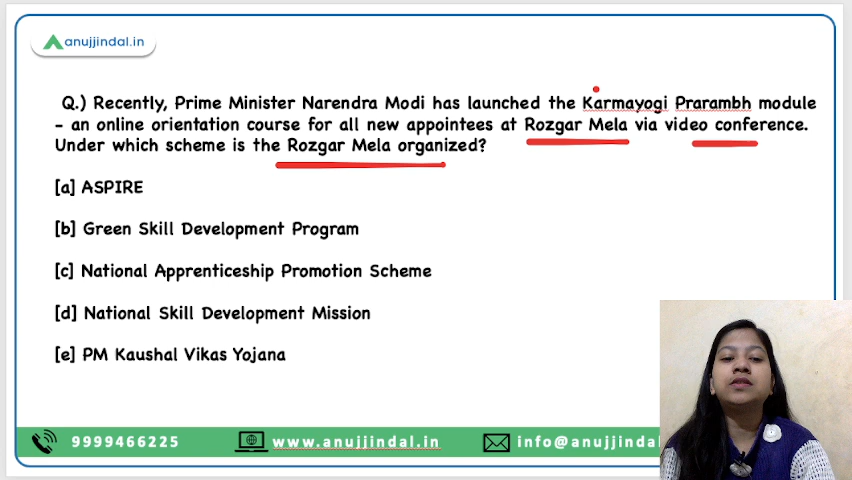 anujjindal.in
Q.) Recently, Prime Minister Narendra Modi has launched the Karmayogi Prarambh module
- an online orientation course for all new appointees at Rozgar Mela via video conference.
Under which scheme is the Rozgar Mela organized?
[a] ASPIRE
[b] Green Skill Development Program
[c] National Apprenticeship Promotion Scheme
[d] National Skill Development Mission
[e] PM Kaushal Vikas Yojana
9999466225 www.anujjindal.in info@anujjinda